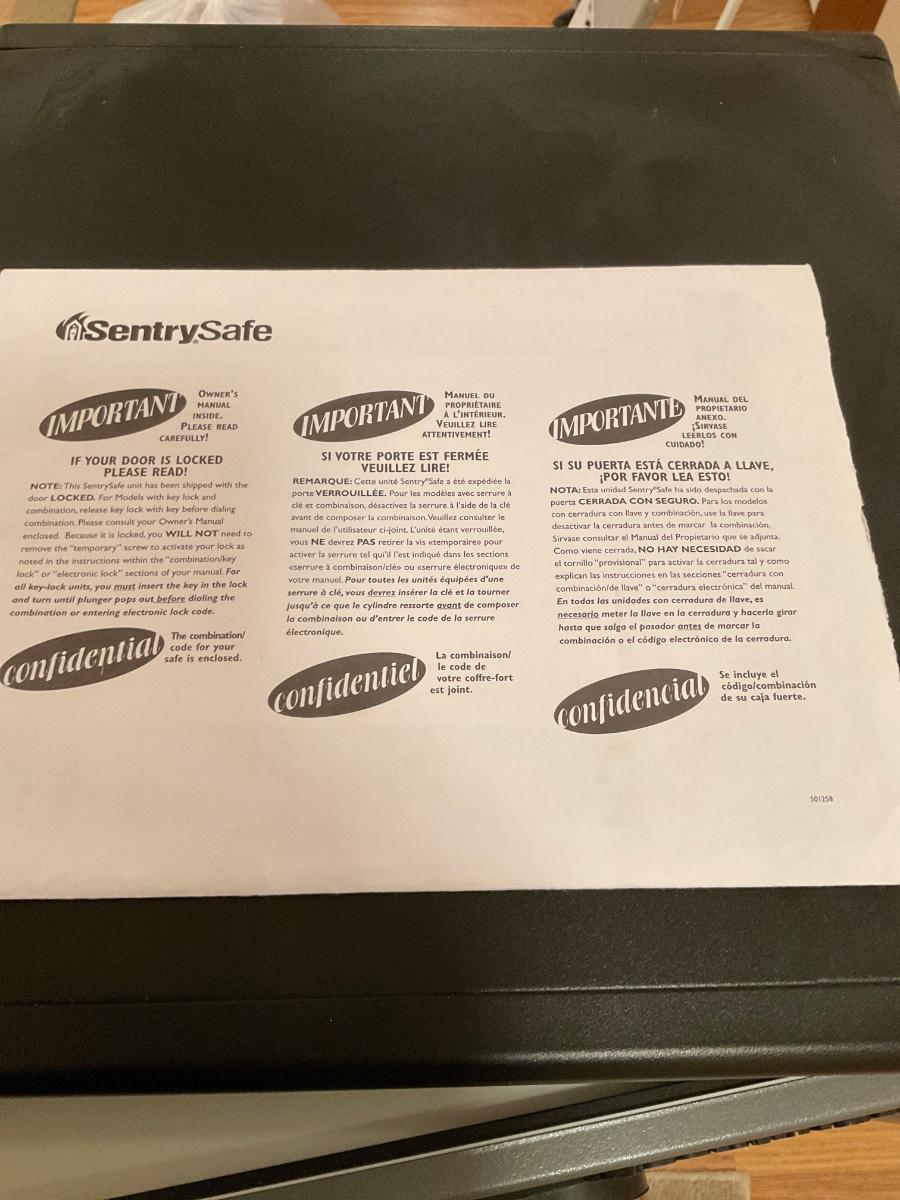 SentrySafe
IMPORTANT
OWNER'S
MANUAL
INSIDE.
PLEASE READ
CAREFULLY!
IF YOUR DOOR IS LOCKED
PLEASE READ!
NOTE: This SentrySafe unit has been shipped with the
door LOCKED. For Models with key lock and
combination, release key lock with key before dialing
combination. Please consult your Owner's Manual
enclosed. Because it is locked, you WILL NOT need to
remove the "temporary" screw to activate your lock as
noted in the instructions within the "combination/key
lock" or "electronic lock" sections of your manual. For
all key-lock units, you must insert the key in the lock
and turn until plunger pops out before dialing the
combination or entering electronic lock code.
confidential
The combination/
code for your
safe is enclosed.
IMPORTANT
MANUEL DU
PROPRIÉTAIRE
À L'INTÉRIEUR.
VEUILLEZ LIRE
ATTENTIVEMENT!
SI VOTRE PORTE EST FERMÉE
VEUILLEZ LIRE!
REMARQUE: Cette unité Sentry®Safe a été expédiée la
porte VERROUILLÉE. Pour les modèles avec serrure à
clé et combinaison, désactivez la serrure à l'aide de la clé
avant de composer la combinaison. Veuillez consulter le
manuel de l'utilisateur ci-joint. L'unité étant verrouillée,
vous NE devrez PAS retirer la vis «temporaire» pour
activer la serrure tel qu'il l'est indiqué dans les sections
«serrure à combinaison/clé» ou «serrure électronique» de
votre manuel. Pour toutes les unités équipées d'une
serrure à clé, vous devrez insérer la clé et la tourner
jusqu'à ce que le cylindre ressorte avant de composer
la combinaison ou d'entrer le code de la serrure
électronique.
confidentiel
La combinaison/
le code de
votre coffre-fort
est joint.
IMPORTANTE
MANUAL DEL
PROPIETARIO
ANEXO.
¡SIRVASE
LEERLOS CON
CUIDADO!
SI SU PUERTA ESTÁ CERRADA A LLAVE,
¡POR FAVOR LEA ESTO!
NOTA: Esta unidad Sentry®Safe ha sido despachada con la
puerta CERRADA CON SEGURO. Para los modelos
con cerradura con llave y combinación, use la llave para
desactivar la cerradura antes de marcar la combinación.
Sirvase consultar el Manual del Propietario que se adjunta.
Como viene cerrada, NO HAY NECESIDAD de sacar
el tornillo "provisional" para activar la cerradura tal y como
explican las instrucciones en las secciones "cerradura con
combinación/de llave" o "cerradura electrónica" del manual.
En todas las unidades con cerradura de llave, es
necesario meter la llave en la cerradura y hacerla girar
hasta que salga el pasador antes de marcar la
combinación o el código electrónico de la cerradura.
confidencial
Se incluye el
código/combinación
de su caja fuerte.
501258